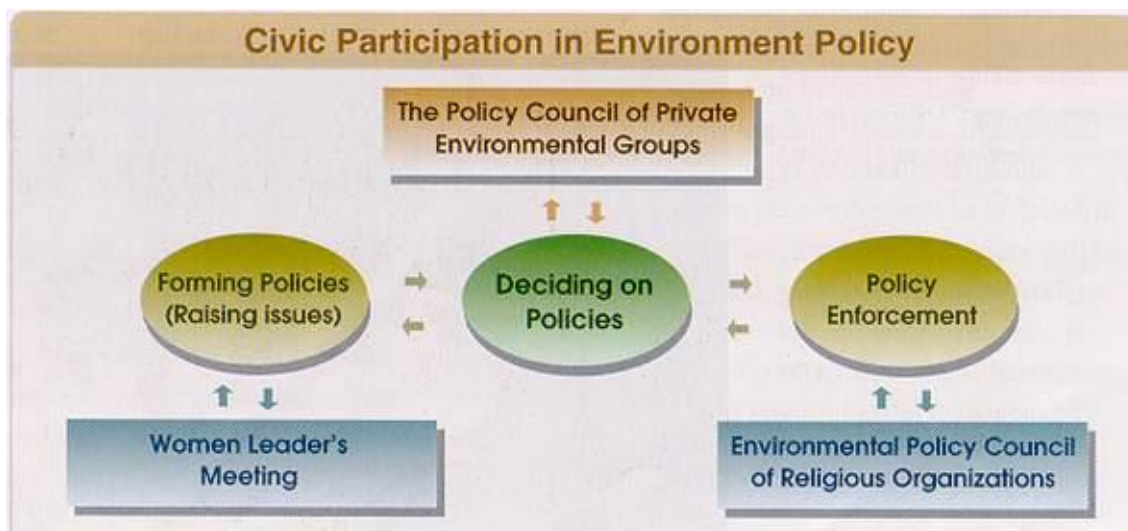 Civic Participation in Environment Policy
The Policy Council of Private
Environmental Groups
Forming Policies
(Raising issues)
Deciding on
Policies
Policy
Enforcement
Women Leader's
Meeting
Environmental Policy Council
of Religious Organizations